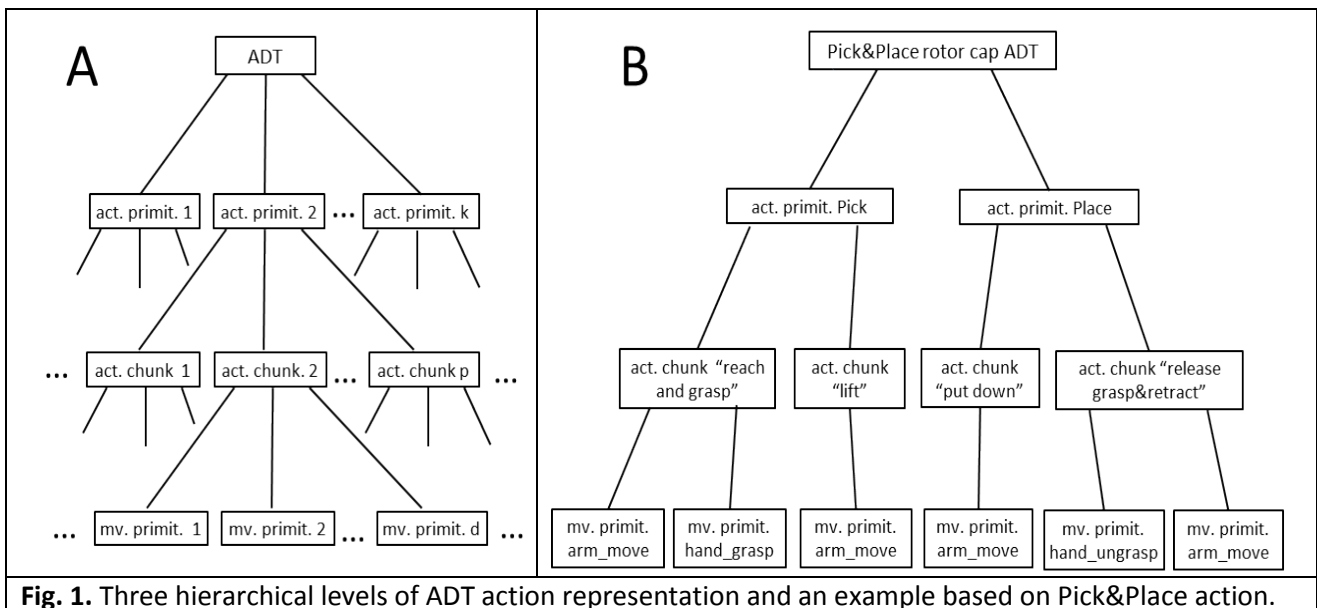 A
ADT
act. primit. 1
act. primit. 2
...
act. primit. k
...
act. chunk 1
act. chunk. 2
...
act. chunk p
...
...
mv. primit. 1
mv. primit. 2
...
mv. primit. d
...
B
Pick&Place rotor cap ADT
act. primit. Pick
act. primit. Place
act. chunk "reach
and grasp"
act. chunk
"lift"
act. chunk
"put down"
act. chunk "release
grasp&retract"
mv. primit.
arm_move
mv. primit.
hand_grasp
mv. primit.
arm_move
mv. primit.
arm_move
mv. primit.
hand_ungrasp
mv. primit.
arm_move
Fig. 1. Three hierarchical levels of ADT action representation and an example based on Pick&Place action.